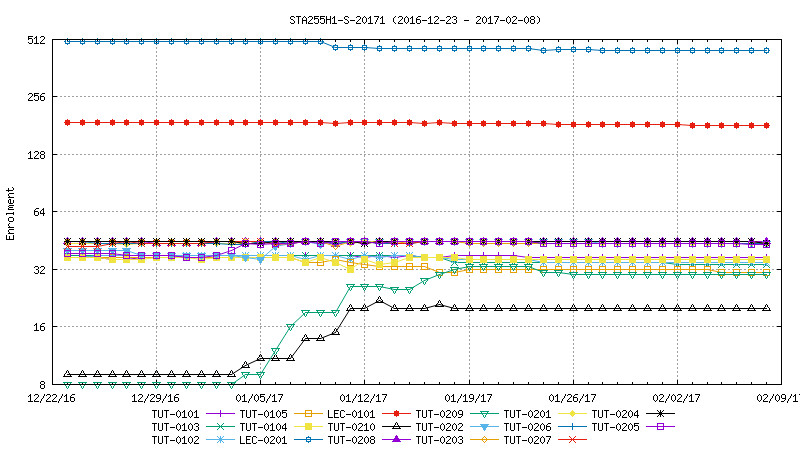 STA255H1-S-20171 (2016-12-23 - 2017-02-08)
512
256
128
64
32
16
8
Enrolment
12/22/16 12/29/16 01/05/17 01/12/17 01/19/17 01/26/17 02/02/17 02/09/17
TUT-0101 TUT-0105 LEC-0101 TUT-0209 TUT-0201 TUT-0204
TUT-0103 TUT-0104 TUT-0210 TUT-0202 TUT-0206 TUT-0205
TUT-0102 LEC-0201 TUT-0208 TUT-0203 TUT-0207